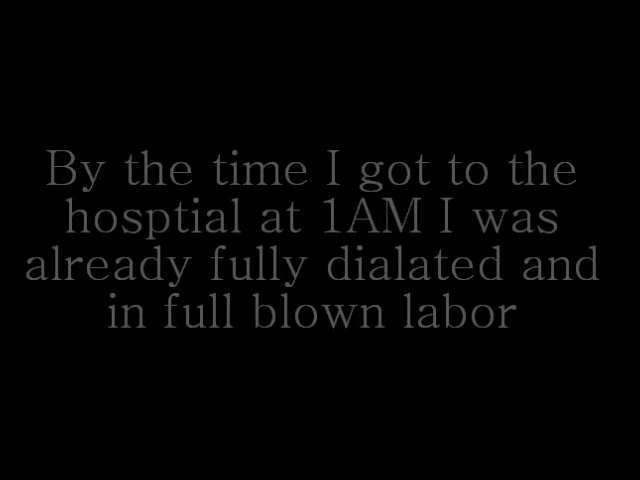 By the time I got to the
hosptial at 1AM I was
already fully dialated and
in full blown labor